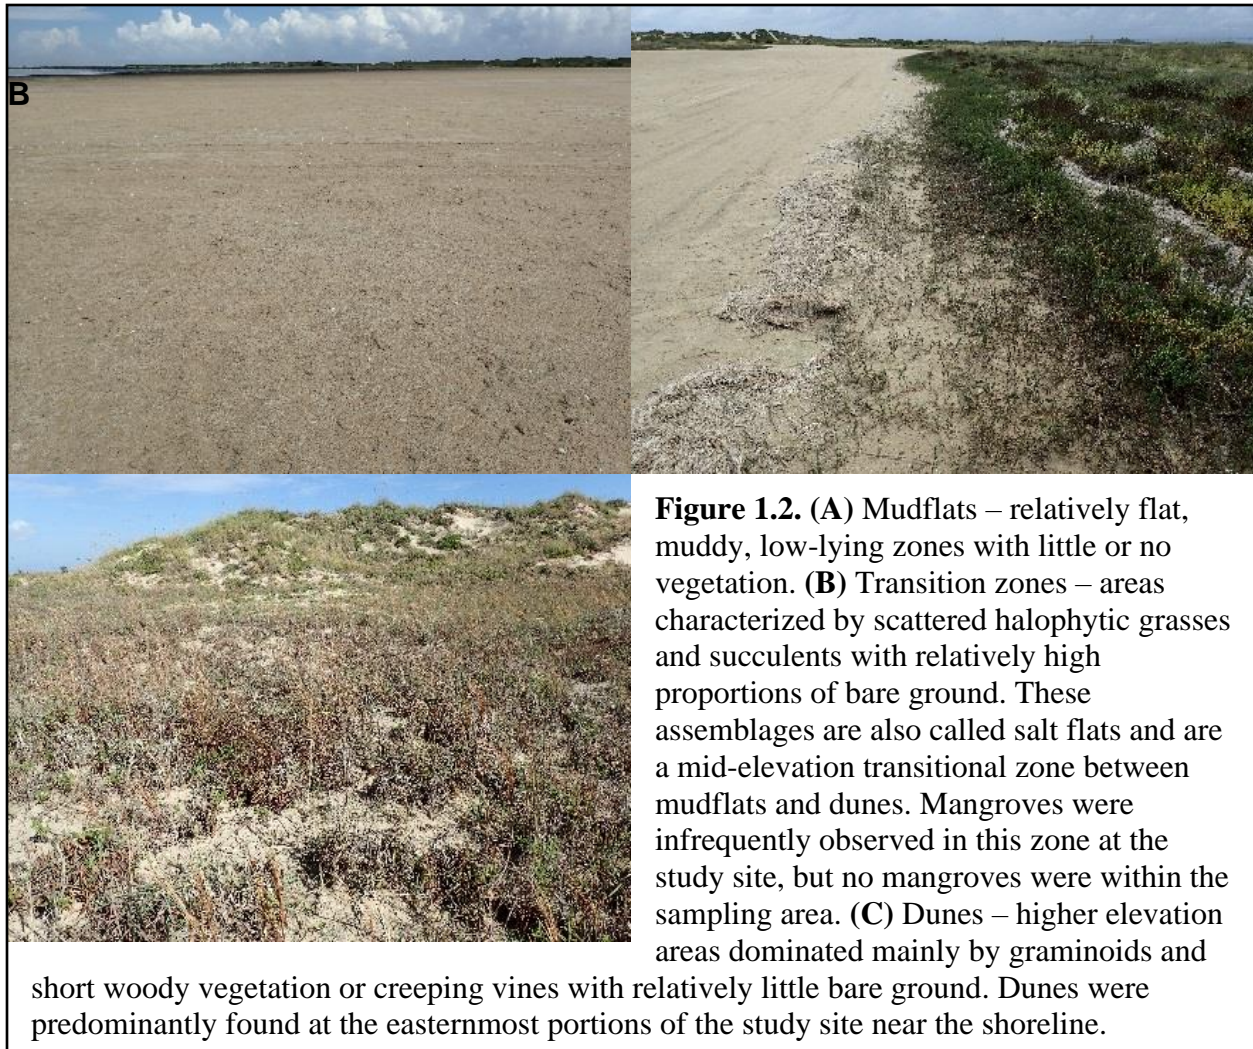 B
Figure 1.2. (A) Mudflats – relatively flat,
muddy, low-lying zones with little or no
vegetation. (B) Transition zones – areas
characterized by scattered halophytic grasses
and succulents with relatively high
proportions of bare ground. These
assemblages are also called salt flats and are
a mid-elevation transitional zone between
mudflats and dunes. Mangroves were
infrequently observed in this zone at the
study site, but no mangroves were within the
sampling area. (C) Dunes – higher elevation
areas dominated mainly by graminoids and
short woody vegetation or creeping vines with relatively little bare ground. Dunes were
predominantly found at the easternmost portions of the study site near the shoreline.